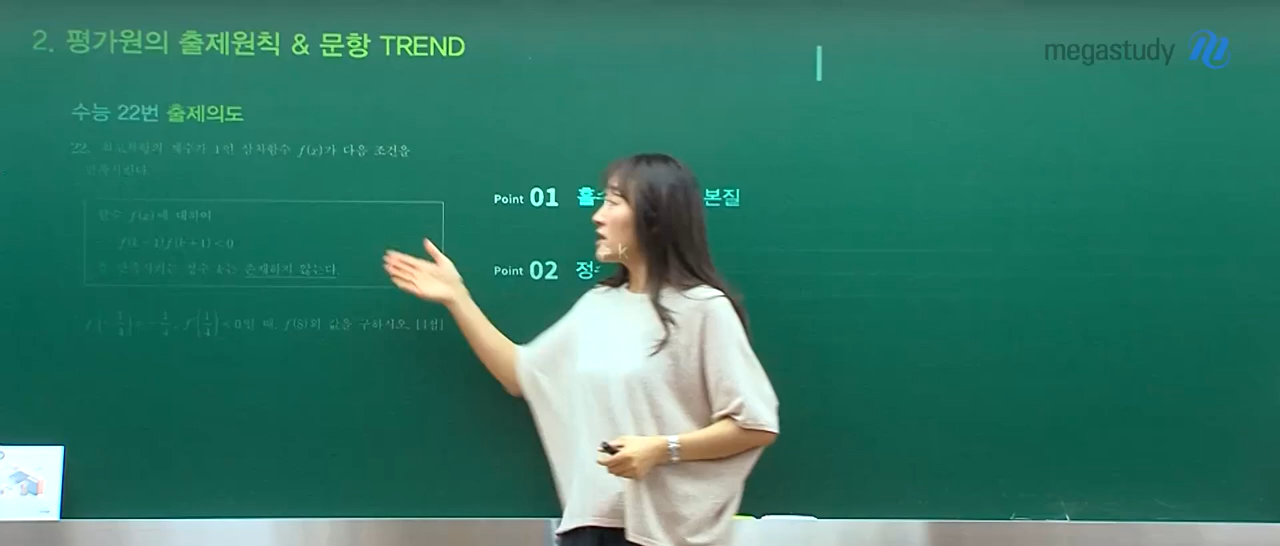 2. 평가원의 출제원칙 & 문항 TREND
megastudy
수능 22번 출제의도
22. 최고차항의 계수가 1인 삼차함수 f(x)가 다음 조건을
만족시킨다.
함수 f(x)에 대하여
f(k-1)f(k+1)<0
을 만족시키는 정수 k는 존재하지 않는다.
일 때, f(8)의 값을 구하시오.
Point 01 본질
Point 02